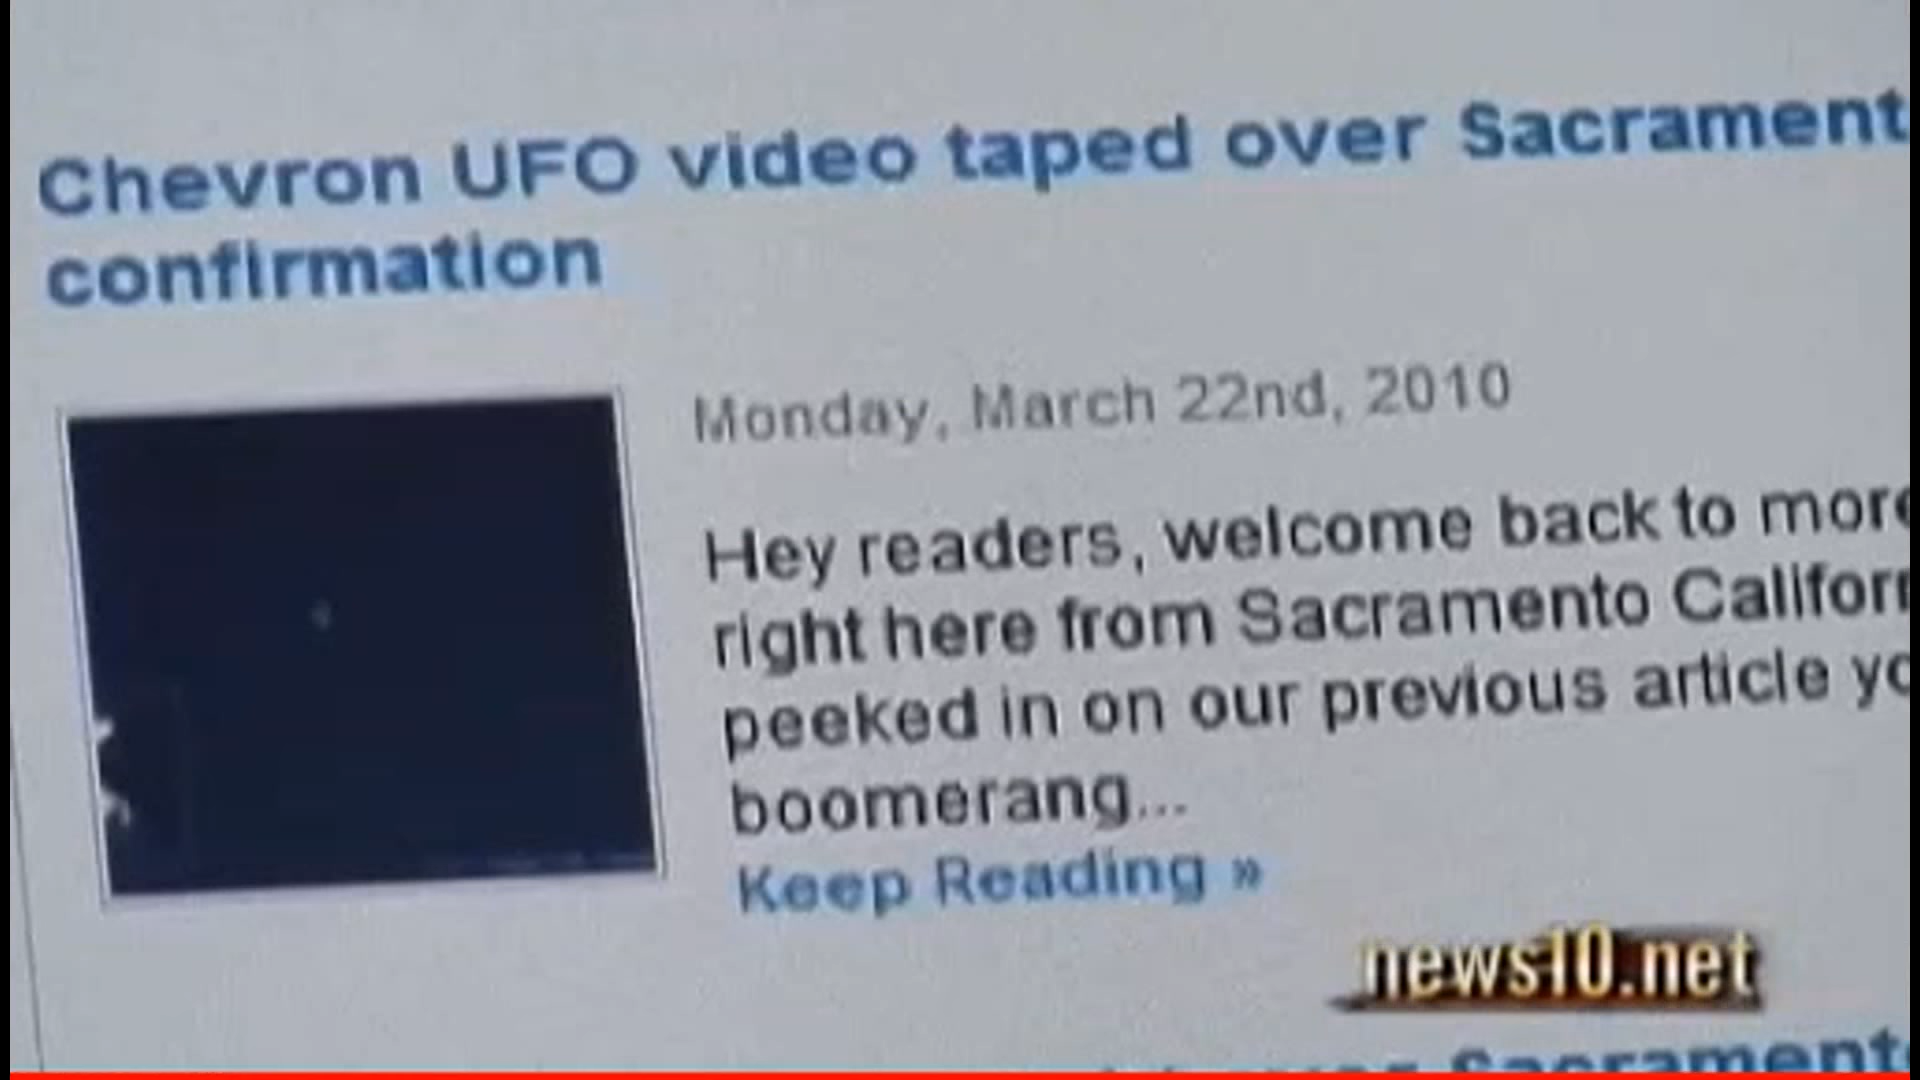 Chevron UFO video taped over Sacrament
confirmation
Monday, March 22nd, 2010
Hey readers, welcome back to more
right here from Sacramento Califor
peeked in on our previous article yo
boomerang...
Keep Reading »
news10.net
Sacramento